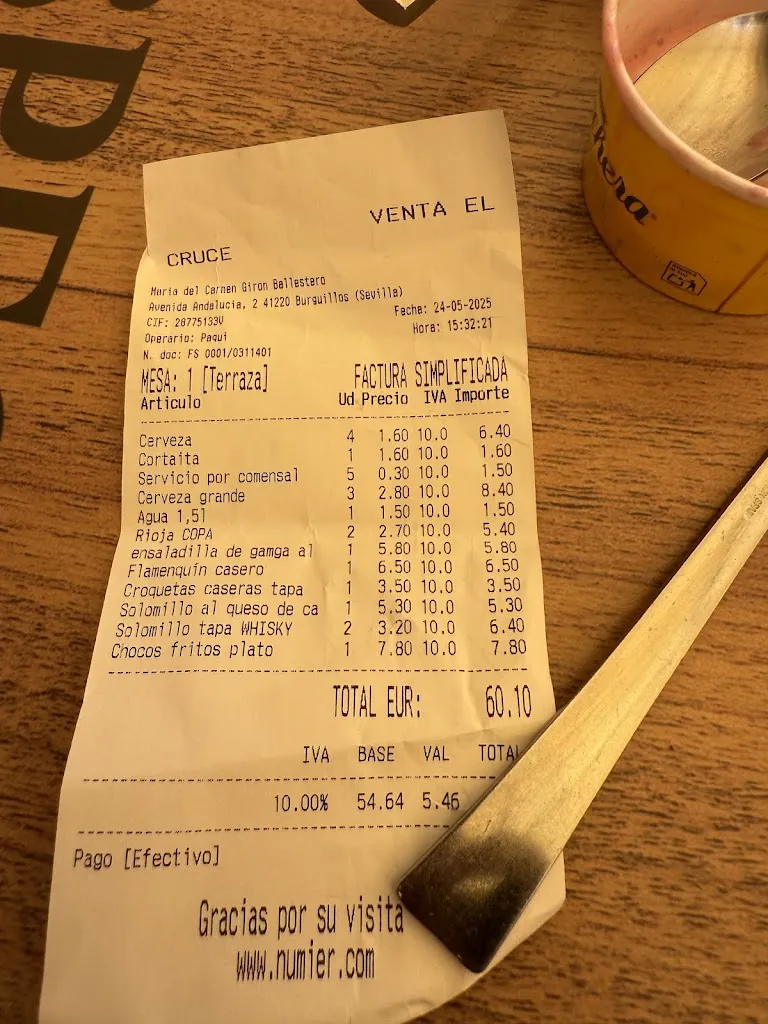 VENTA EL
CRUCE
Maria del Carmen Giron Ballestero
Avenida Andalucia, 2 41220 Burguillos (Sevilla)
CIF: 28775133V Fecha: 24-05-2025
Operario: Paqui Hora: 15:32:21
N. doc: FS 0001/0311401
MESA: 1 [Terraza] FACTURA SIMPLIFICADA
Articulo Ud Precio IVA Importe
Cerveza 4 1.60 10.0 6.40
Cortaita 1 1.60 10.0 1.60
Servicio por comensal 5 0.30 10.0 1.50
Cerveza grande 3 2.80 10.0 8.40
Agua 1,5l 1 1.50 10.0 1.50
Rioja COPA 2 2.70 10.0 5.40
ensaladilla de gamga al 1 5.80 10.0 5.80
Flamenquín casero 1 6.50 10.0 6.50
Croquetas caseras tapa 1 3.50 10.0 3.50
Solomillo al queso de ca 1 5.30 10.0 5.30
Solomillo tapa WHISKY 2 3.20 10.0 6.40
Chocos fritos plato 1 7.80 10.0 7.80
TOTAL EUR: 60.10
IVA BASE VAL TOTAL
10.00% 54.64 5.46
Pago [Efectivo]
Gracias por su visita
www.numier.com